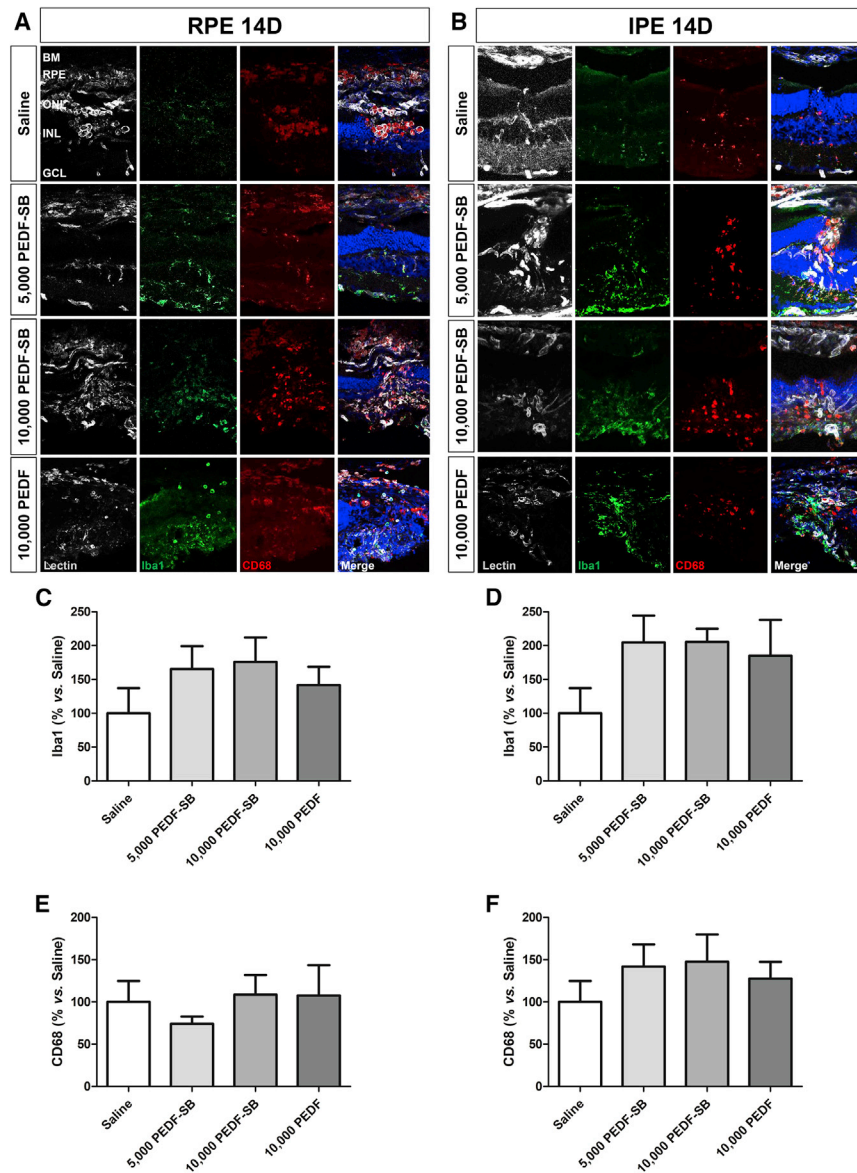 A
RPE 14D
Saline
BM
RPE
ONL
INL
GCL
5,000 PEDF-SB
10,000 PEDF-SB
10,000 PEDF
Lectin
Iba1
CD68
Merge
B
IPE 14D
Saline
5,000 PEDF-SB
10,000 PEDF-SB
10,000 PEDF
Lectin
Iba1
CD68
Merge
C
Iba1 (% vs. Saline)
250
200
150
100
50
0
Saline
5,000 PEDF-SB
10,000 PEDF-SB
10,000 PEDF
D
Iba1 (% vs. Saline)
250
200
150
100
50
0
Saline
5,000 PEDF-SB
10,000 PEDF-SB
10,000 PEDF
E
CD68 (% vs. Saline)
200
150
100
50
0
Saline
5,000 PEDF-SB
10,000 PEDF-SB
10,000 PEDF
F
CD68 (% vs. Saline)
200
150
100
50
0
Saline
5,000 PEDF-SB
10,000 PEDF-SB
10,000 PEDF